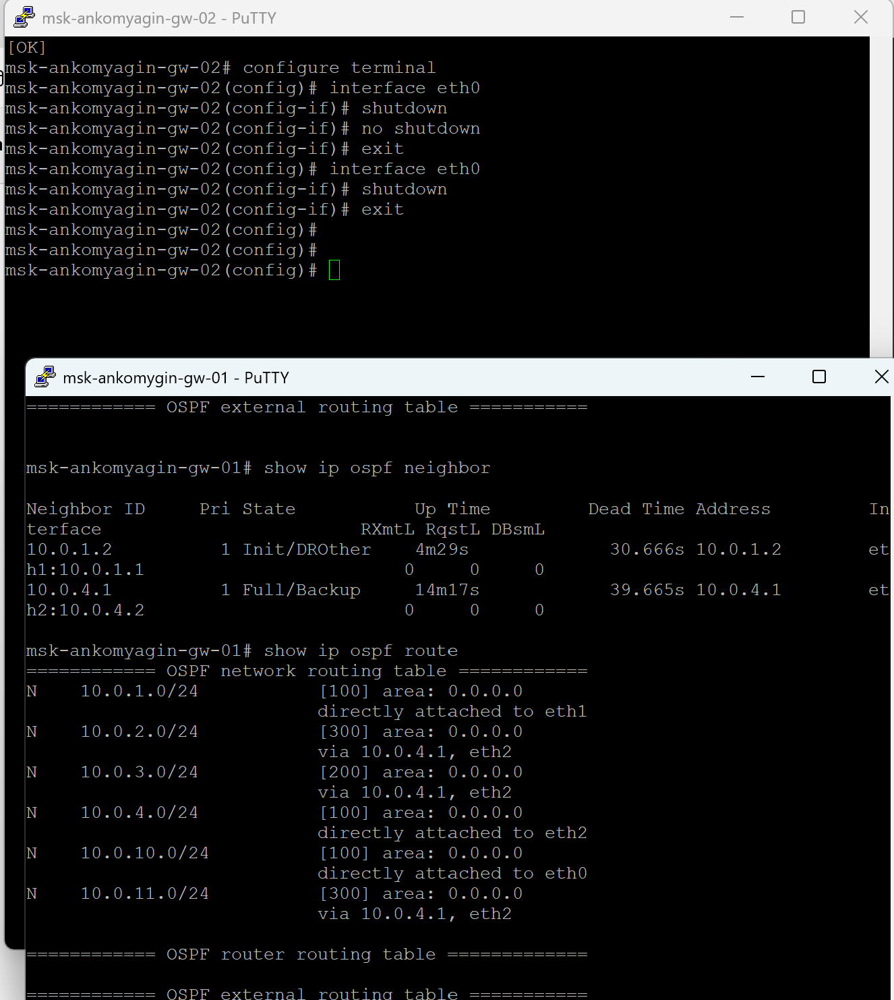 msk-ankomyagin-gw-02 - PuTTY
[OK]
msk-ankomyagin-gw-02# configure terminal
msk-ankomyagin-gw-02(config)# interface eth0
msk-ankomyagin-gw-02(config-if)# shutdown
msk-ankomyagin-gw-02(config-if)# no shutdown
msk-ankomyagin-gw-02(config-if)# exit
msk-ankomyagin-gw-02(config)# interface eth0
msk-ankomyagin-gw-02(config-if)# shutdown
msk-ankomyagin-gw-02(config-if)# exit
msk-ankomyagin-gw-02(config)#
msk-ankomyagin-gw-02(config)#
msk-ankomyagin-gw-02(config)#
msk-ankomygin-gw-01 - PuTTY
============ OSPF external routing table ===========
msk-ankomyagin-gw-01# show ip ospf neighbor
Neighbor ID     Pri State           Up Time         Dead Time Address         In
terface                        RXmtL RqstL DBsmL
10.0.1.2          1 Init/DROther    4m29s             30.666s 10.0.1.2        et
h1:10.0.1.1                        0     0     0
10.0.4.1          1 Full/Backup     14m17s            39.665s 10.0.4.1        et
h2:10.0.4.2                        0     0     0
msk-ankomyagin-gw-01# show ip ospf route
============ OSPF network routing table ============
N    10.0.1.0/24           [100] area: 0.0.0.0
                           directly attached to eth1
N    10.0.2.0/24           [300] area: 0.0.0.0
                           via 10.0.4.1, eth2
N    10.0.3.0/24           [200] area: 0.0.0.0
                           via 10.0.4.1, eth2
N    10.0.4.0/24           [100] area: 0.0.0.0
                           directly attached to eth2
N    10.0.10.0/24          [100] area: 0.0.0.0
                           directly attached to eth0
N    10.0.11.0/24          [300] area: 0.0.0.0
                           via 10.0.4.1, eth2
============ OSPF router routing table =============
============ OSPF external routing table ===========